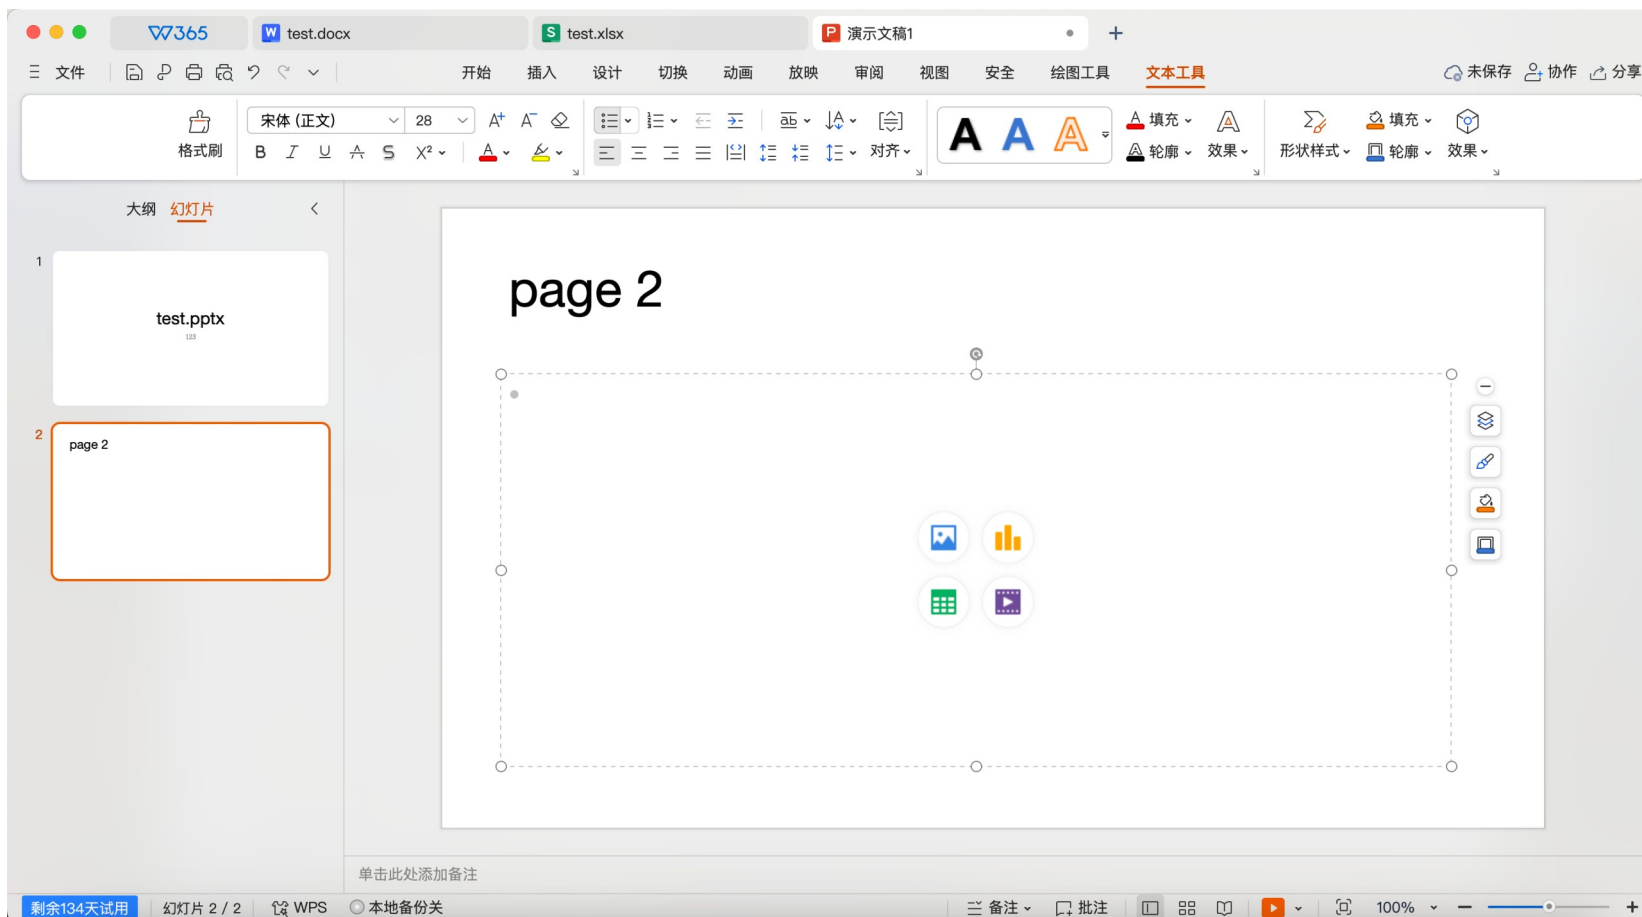 W365 test.docx test.xlsx 演示文稿1
文件 开始 插入 设计 切换 动画 放映 审阅 视图 安全 绘图工具 文本工具 未保存 协作 分享
宋体 (正文) 28 填充 填充
格式刷 B I U A S X² 对齐 轮廓 效果 形状样式 轮廓 效果
大纲 幻灯片
1
test.pptx
123
2
page 2
page 2
单击此处添加备注
剩余134天试用 幻灯片 2 / 2 WPS 本地备份关 备注 批注 100%